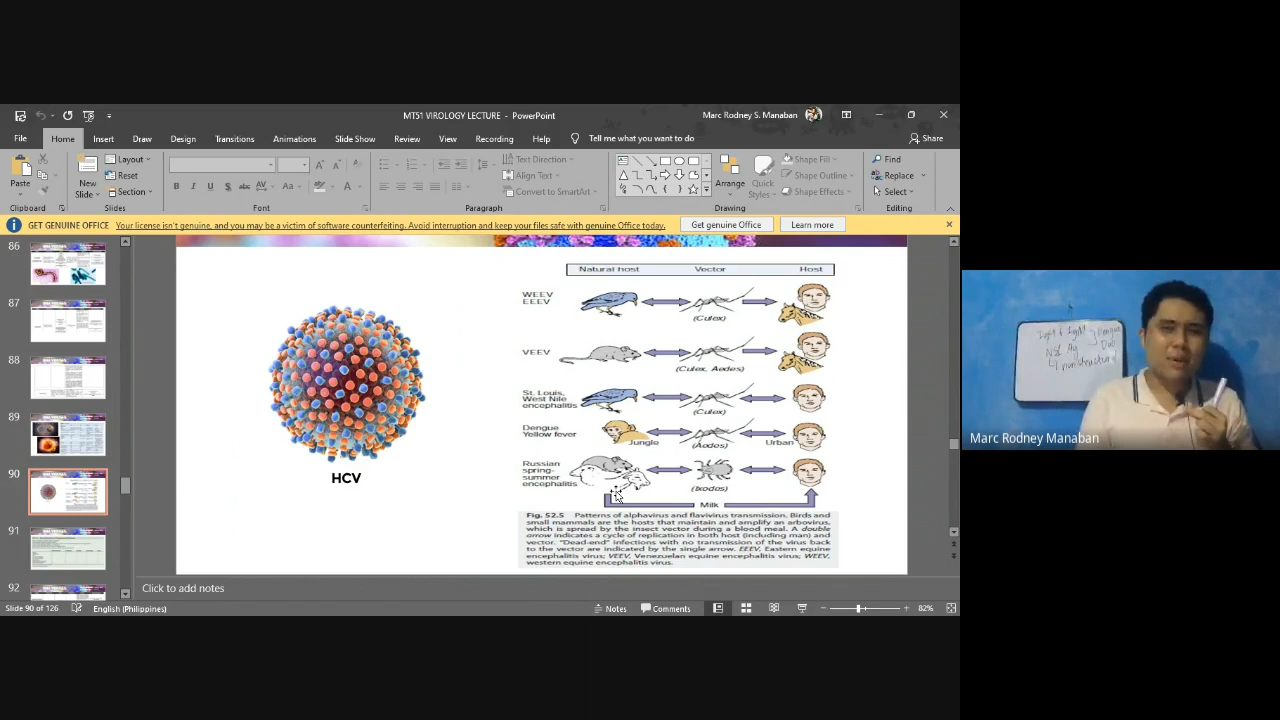 MT51 VIROLOGY LECTURE - PowerPoint
Marc Rodney S. Manaban
File Home Insert Draw Design Transitions Animations Slide Show Review View Recording Help Tell me what you want to do Share
Paste
New Slide
Layout
Reset
Section
Text Direction
Align Text
Convert to SmartArt
Arrange
Quick Styles
Shape Fill
Shape Outline
Shape Effects
Find
Replace
Select
Clipboard Slides Font Paragraph Drawing Editing
GET GENUINE OFFICE Your license isn't genuine, and you may be a victim of software counterfeiting. Avoid interruption and keep your files safe with genuine Office today. Get genuine Office Learn more
86
87
88
89
90
91
92
HCV
Natural host Vector Host
WEEV
EEEV
(Culex)
VEEV
(Culex, Aedes)
St. Louis,
West Nile
encephalitis
(Culex)
Dengue
Yellow fever
Jungle
(Aedes)
Urban
Russian
spring-
summer
encephalitis
(Ixodes)
Milk
Fig. 52.5 Patterns of alphavirus and flavivirus transmission. Birds and
small mammals are the hosts that maintain and amplify an arbovirus,
which is spread by the insect vector during a blood meal. A double
arrow indicates a cycle of replication in both host (including man) and
vector. "Dead-end" infections with no transmission of the virus back
to the vector are indicated by the single arrow. EEEV, Eastern equine
encephalitis virus; VEEV, Venezuelan equine encephalitis virus; WEEV,
western equine encephalitis virus.
Click to add notes
Slide 90 of 126 English (Philippines) Notes Comments 82%
IgG & IgM
Dengue
NS1 Ag
Duo
nonstructural
Marc Rodney Manaban